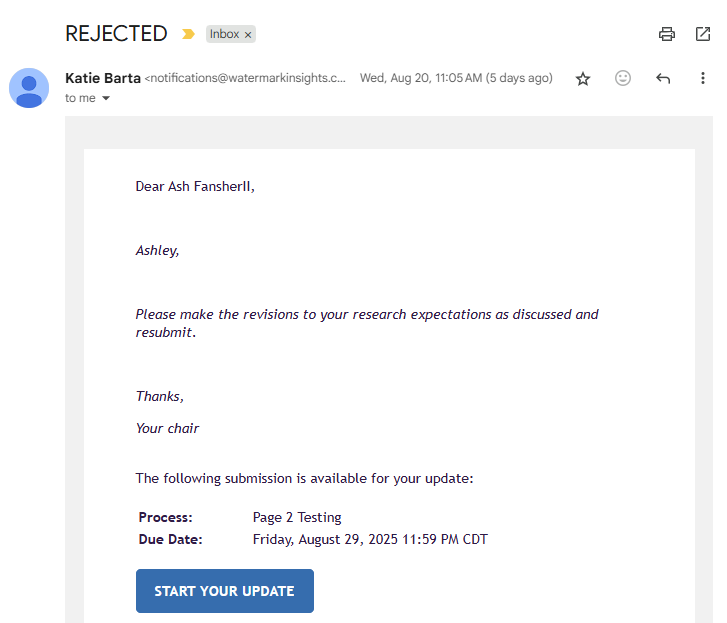 REJECTED Inbox ×
Katie Barta <notifications@watermarkinsights.c... Wed, Aug 20, 11:05 AM (5 days ago)
to me
Dear Ash FansherII,
Ashley,
Please make the revisions to your research expectations as discussed and
resubmit.
Thanks,
Your chair
The following submission is available for your update:
Process: Page 2 Testing
Due Date: Friday, August 29, 2025 11:59 PM CDT
START YOUR UPDATE